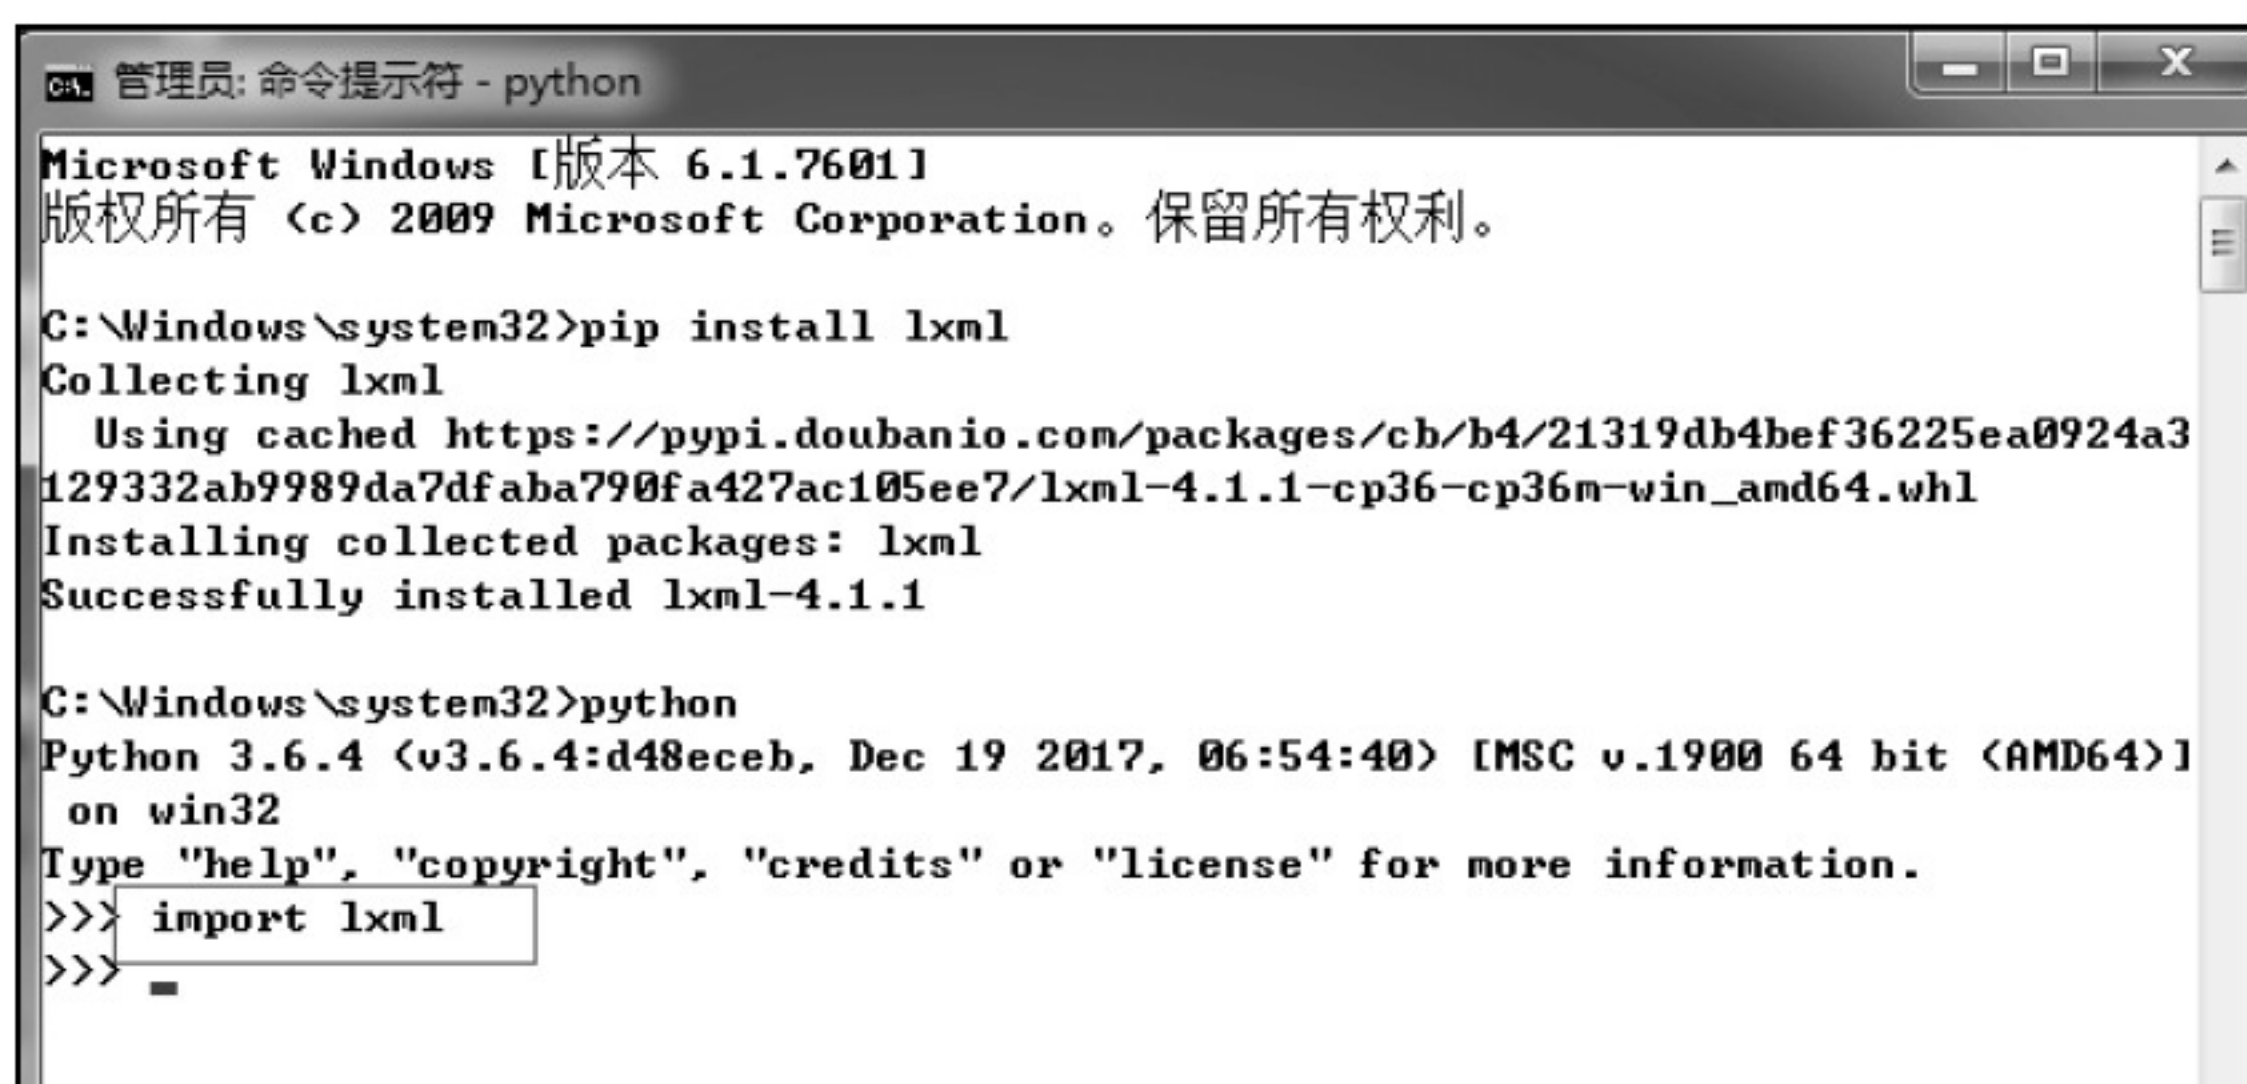 管理员: 命令提示符 - python
Microsoft Windows [版本 6.1.7601]
版权所有 (c) 2009 Microsoft Corporation。保留所有权利。
C:\Windows\system32>pip install lxml
Collecting lxml
  Using cached https://pypi.doubanio.com/packages/cb/b4/21319db4bef36225ea0924a3
129332ab9989da7dfaba790fa427ac105ee7/lxml-4.1.1-cp36-cp36m-win_amd64.whl
Installing collected packages: lxml
Successfully installed lxml-4.1.1
C:\Windows\system32>python
Python 3.6.4 (v3.6.4:d48eceb, Dec 19 2017, 06:54:40) [MSC v.1900 64 bit (AMD64)]
 on win32
Type "help", "copyright", "credits" or "license" for more information.
>>> import lxml
>>>